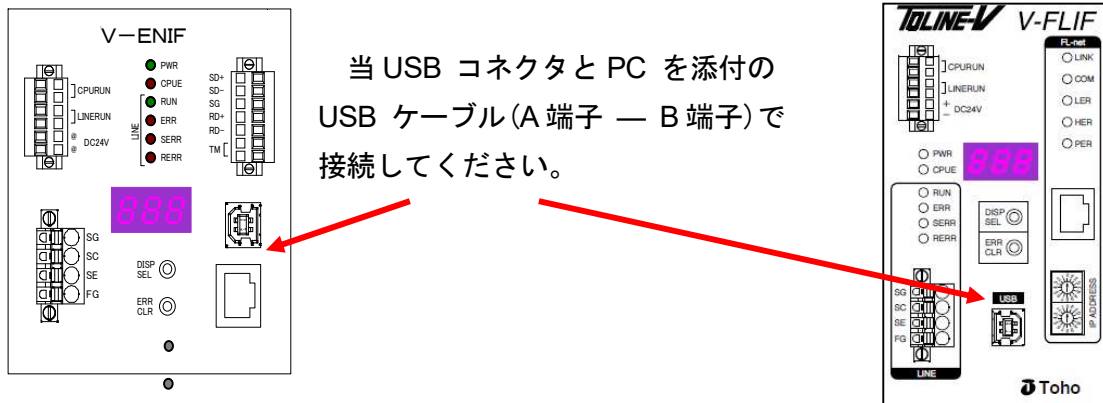 V－ENIF
PWR
CPUE
RUN
ERR
SERR
RERR
LINE
]CPURUN
]LINERUN
@
DC24V
@
SD+
SD-
SG
RD+
RD-
TM [
888
SG
SC
SE
FG
DISP
SEL
ERR
CLR
当 USB コネクタと PC を添付の
USB ケーブル(A 端子 ― B 端子)で
接続してください。
TOLINE-V V-FLIF
]CPURUN
]LINERUN
+
DC24V
-
FL-net
LINK
COM
LER
HER
PER
PWR
CPUE
888
RUN
ERR
SERR
RERR
DISP
SEL
ERR
CLR
SG
SC
SE
FG
LINE
USB
IP ADDRESS
Toho